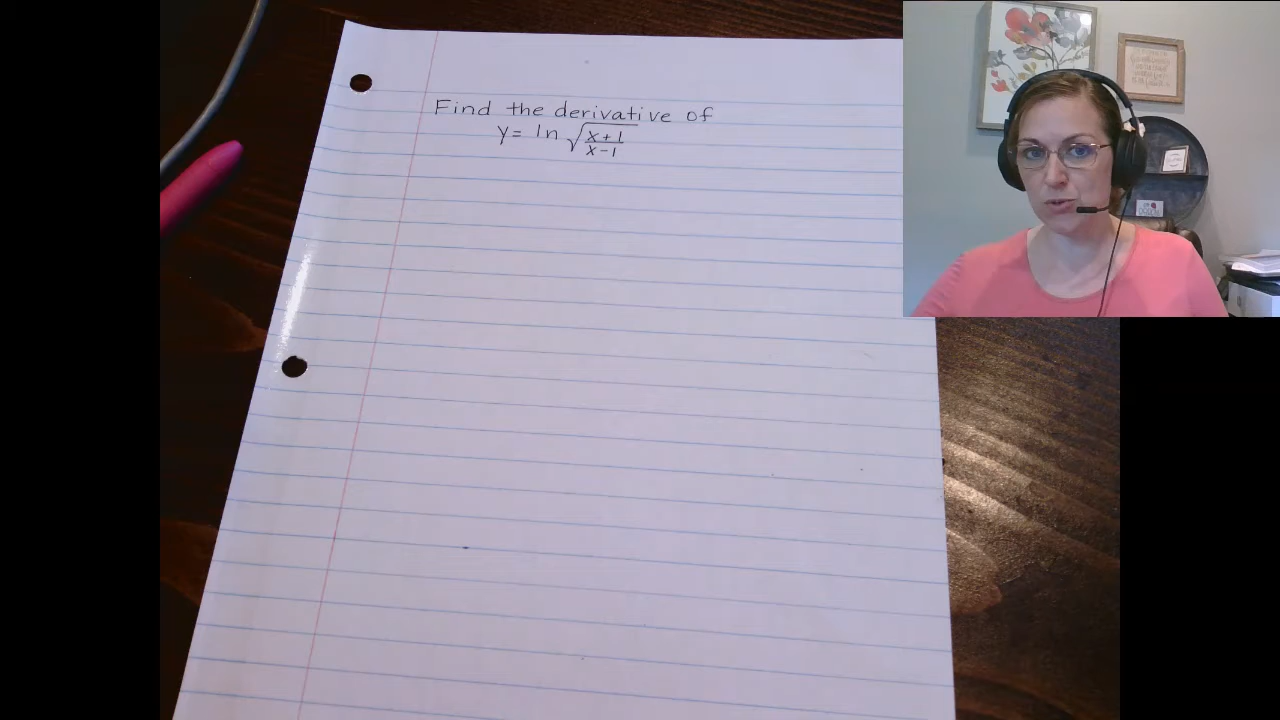 Find the derivative of
y = ln √((x+1)/(x-1))